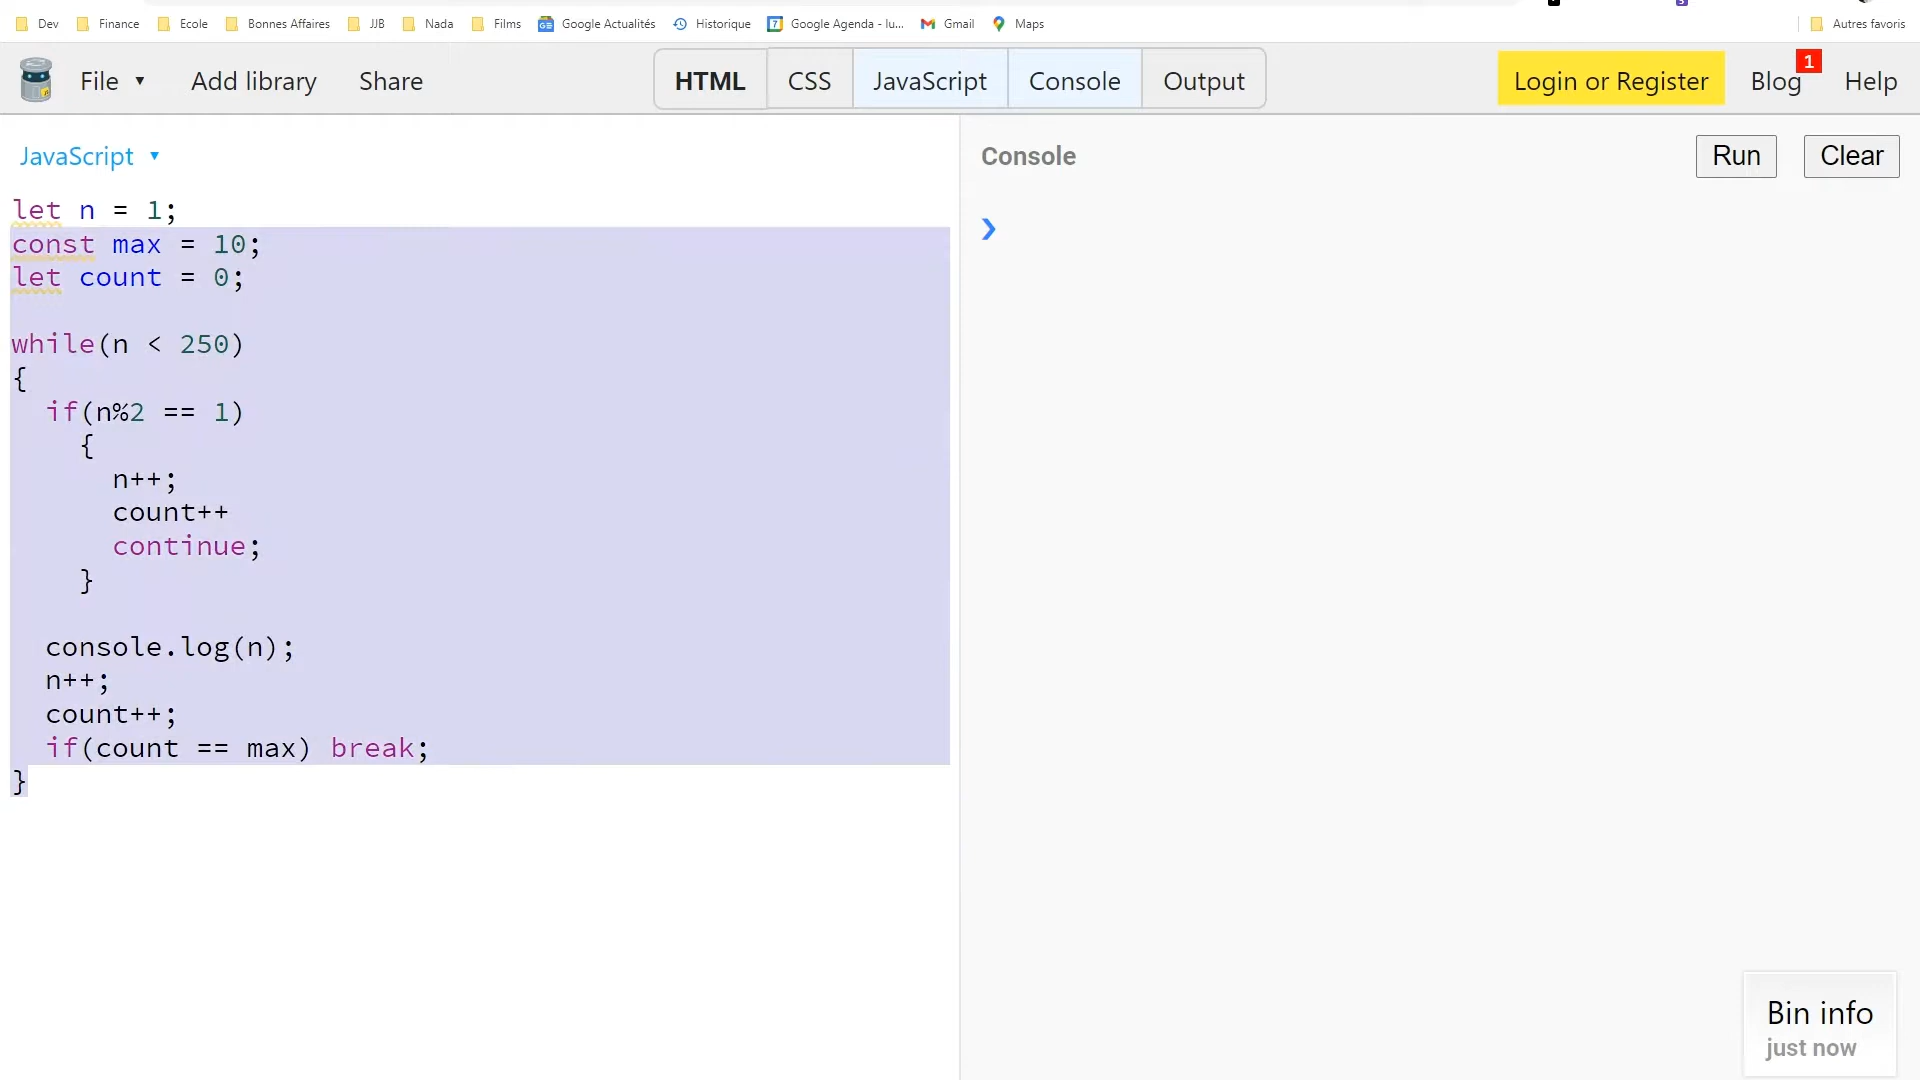 Dev Finance Ecole Bonnes Affaires JJB Nada Films Google Actualités Historique 7 Google Agenda - lu... Gmail Maps Autres favoris
File ▼ Add library Share HTML CSS JavaScript Console Output Login or Register Blog 1 Help
JavaScript ▼
Console Run Clear
❯
let n = 1;
const max = 10;
let count = 0;
while(n < 250)
{
if(n%2 == 1)
{
n++;
count++
continue;
}
console.log(n);
n++;
count++;
if(count == max) break;
}
Bin info
just now